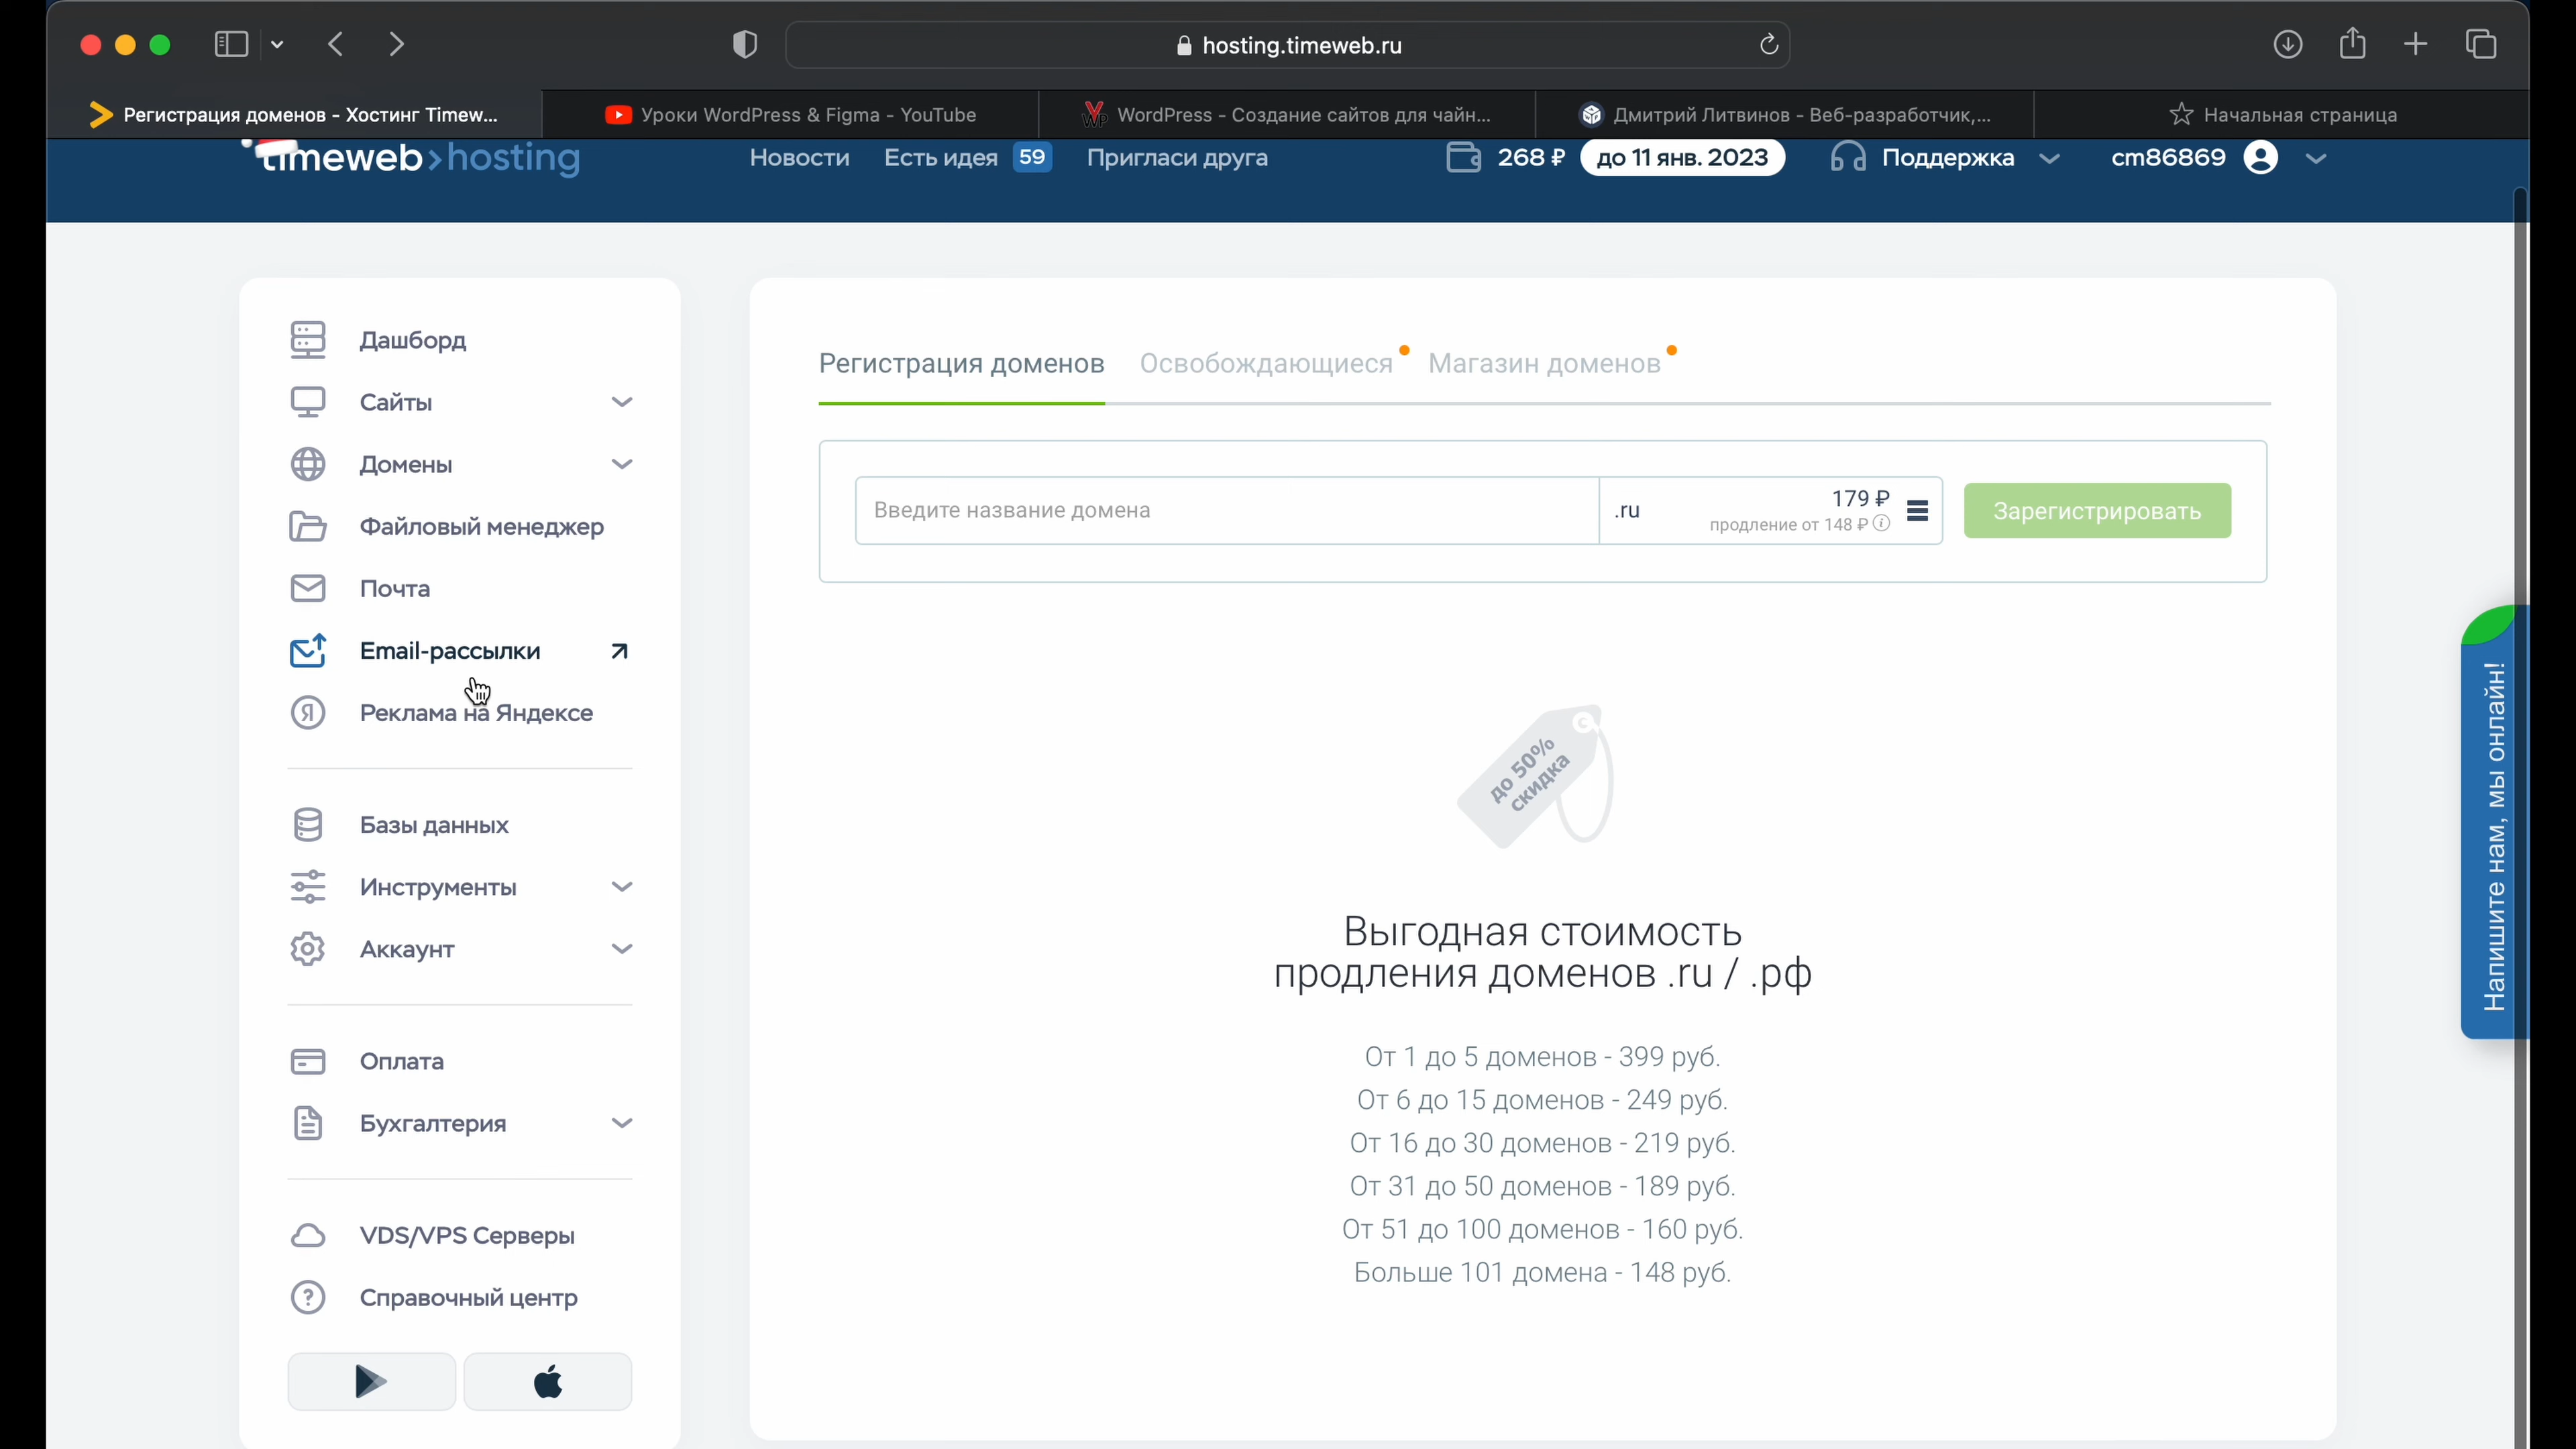 hosting.timeweb.ru
Регистрация доменов - Хостинг Timew...
Уроки WordPress & Figma - YouTube
WordPress - Создание сайтов для чайн...
Дмитрий Литвинов - Веб-разработчик,...
Начальная страница
timeweb>hosting
Новости
Есть идея 59
Пригласи друга
268 ₽ до 11 янв. 2023
Поддержка
cm86869
Дашборд
Сайты
Домены
Файловый менеджер
Почта
Email-рассылки
Реклама на Яндексе
Базы данных
Инструменты
Аккаунт
Оплата
Бухгалтерия
VDS/VPS Серверы
Справочный центр
Регистрация доменов
Освобождающиеся
Магазин доменов
Введите название домена
.ru
179 ₽
продление от 148 ₽
Зарегистрировать
до 50%
скидка
Выгодная стоимость
продления доменов .ru / .рф
От 1 до 5 доменов - 399 руб.
От 6 до 15 доменов - 249 руб.
От 16 до 30 доменов - 219 руб.
От 31 до 50 доменов - 189 руб.
От 51 до 100 доменов - 160 руб.
Больше 101 домена - 148 руб.
Напишите нам, мы онлайн!